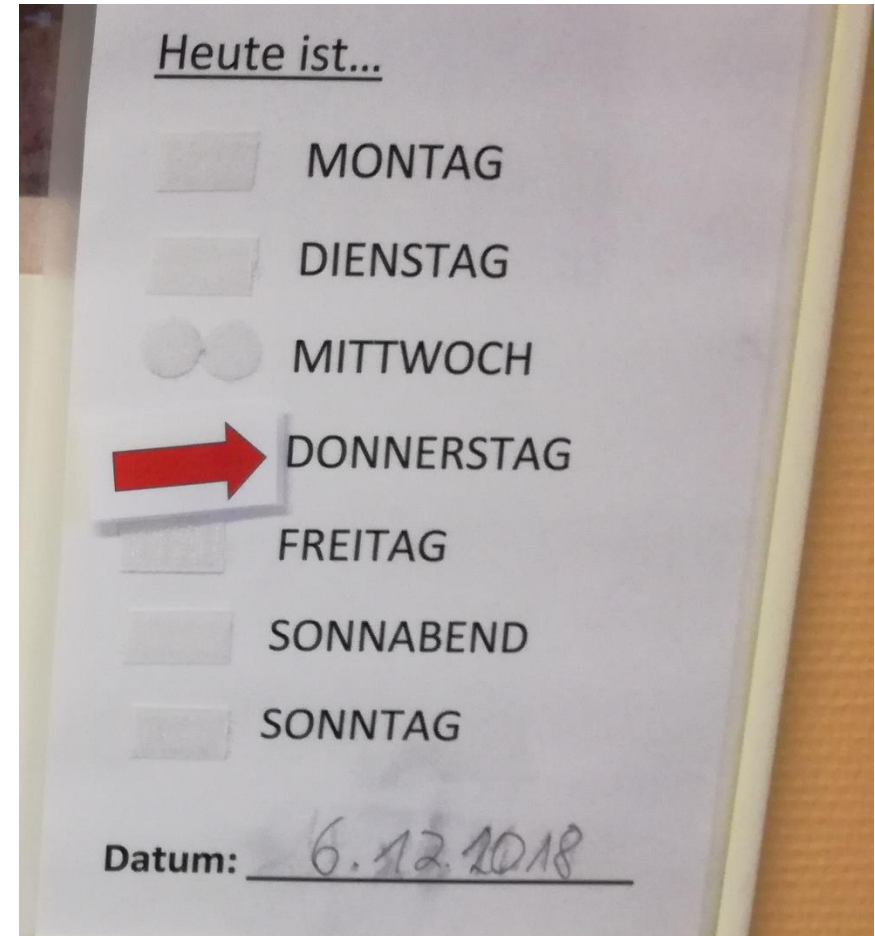 Heute ist...
MONTAG
DIENSTAG
MITTWOCH
DONNERSTAG
FREITAG
SONNABEND
SONNTAG
Datum: 6.12.2018